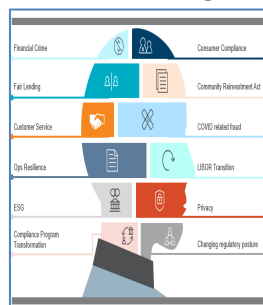 Financial Crime
Consumer Compliance
Fair Lending
Community Reinvestment Act
Customer Service
COVID related fraud
Ops Resilience
LIBOR Transition
ESG
Privacy
Compliance Program
Transformation
Changing regulatory posture